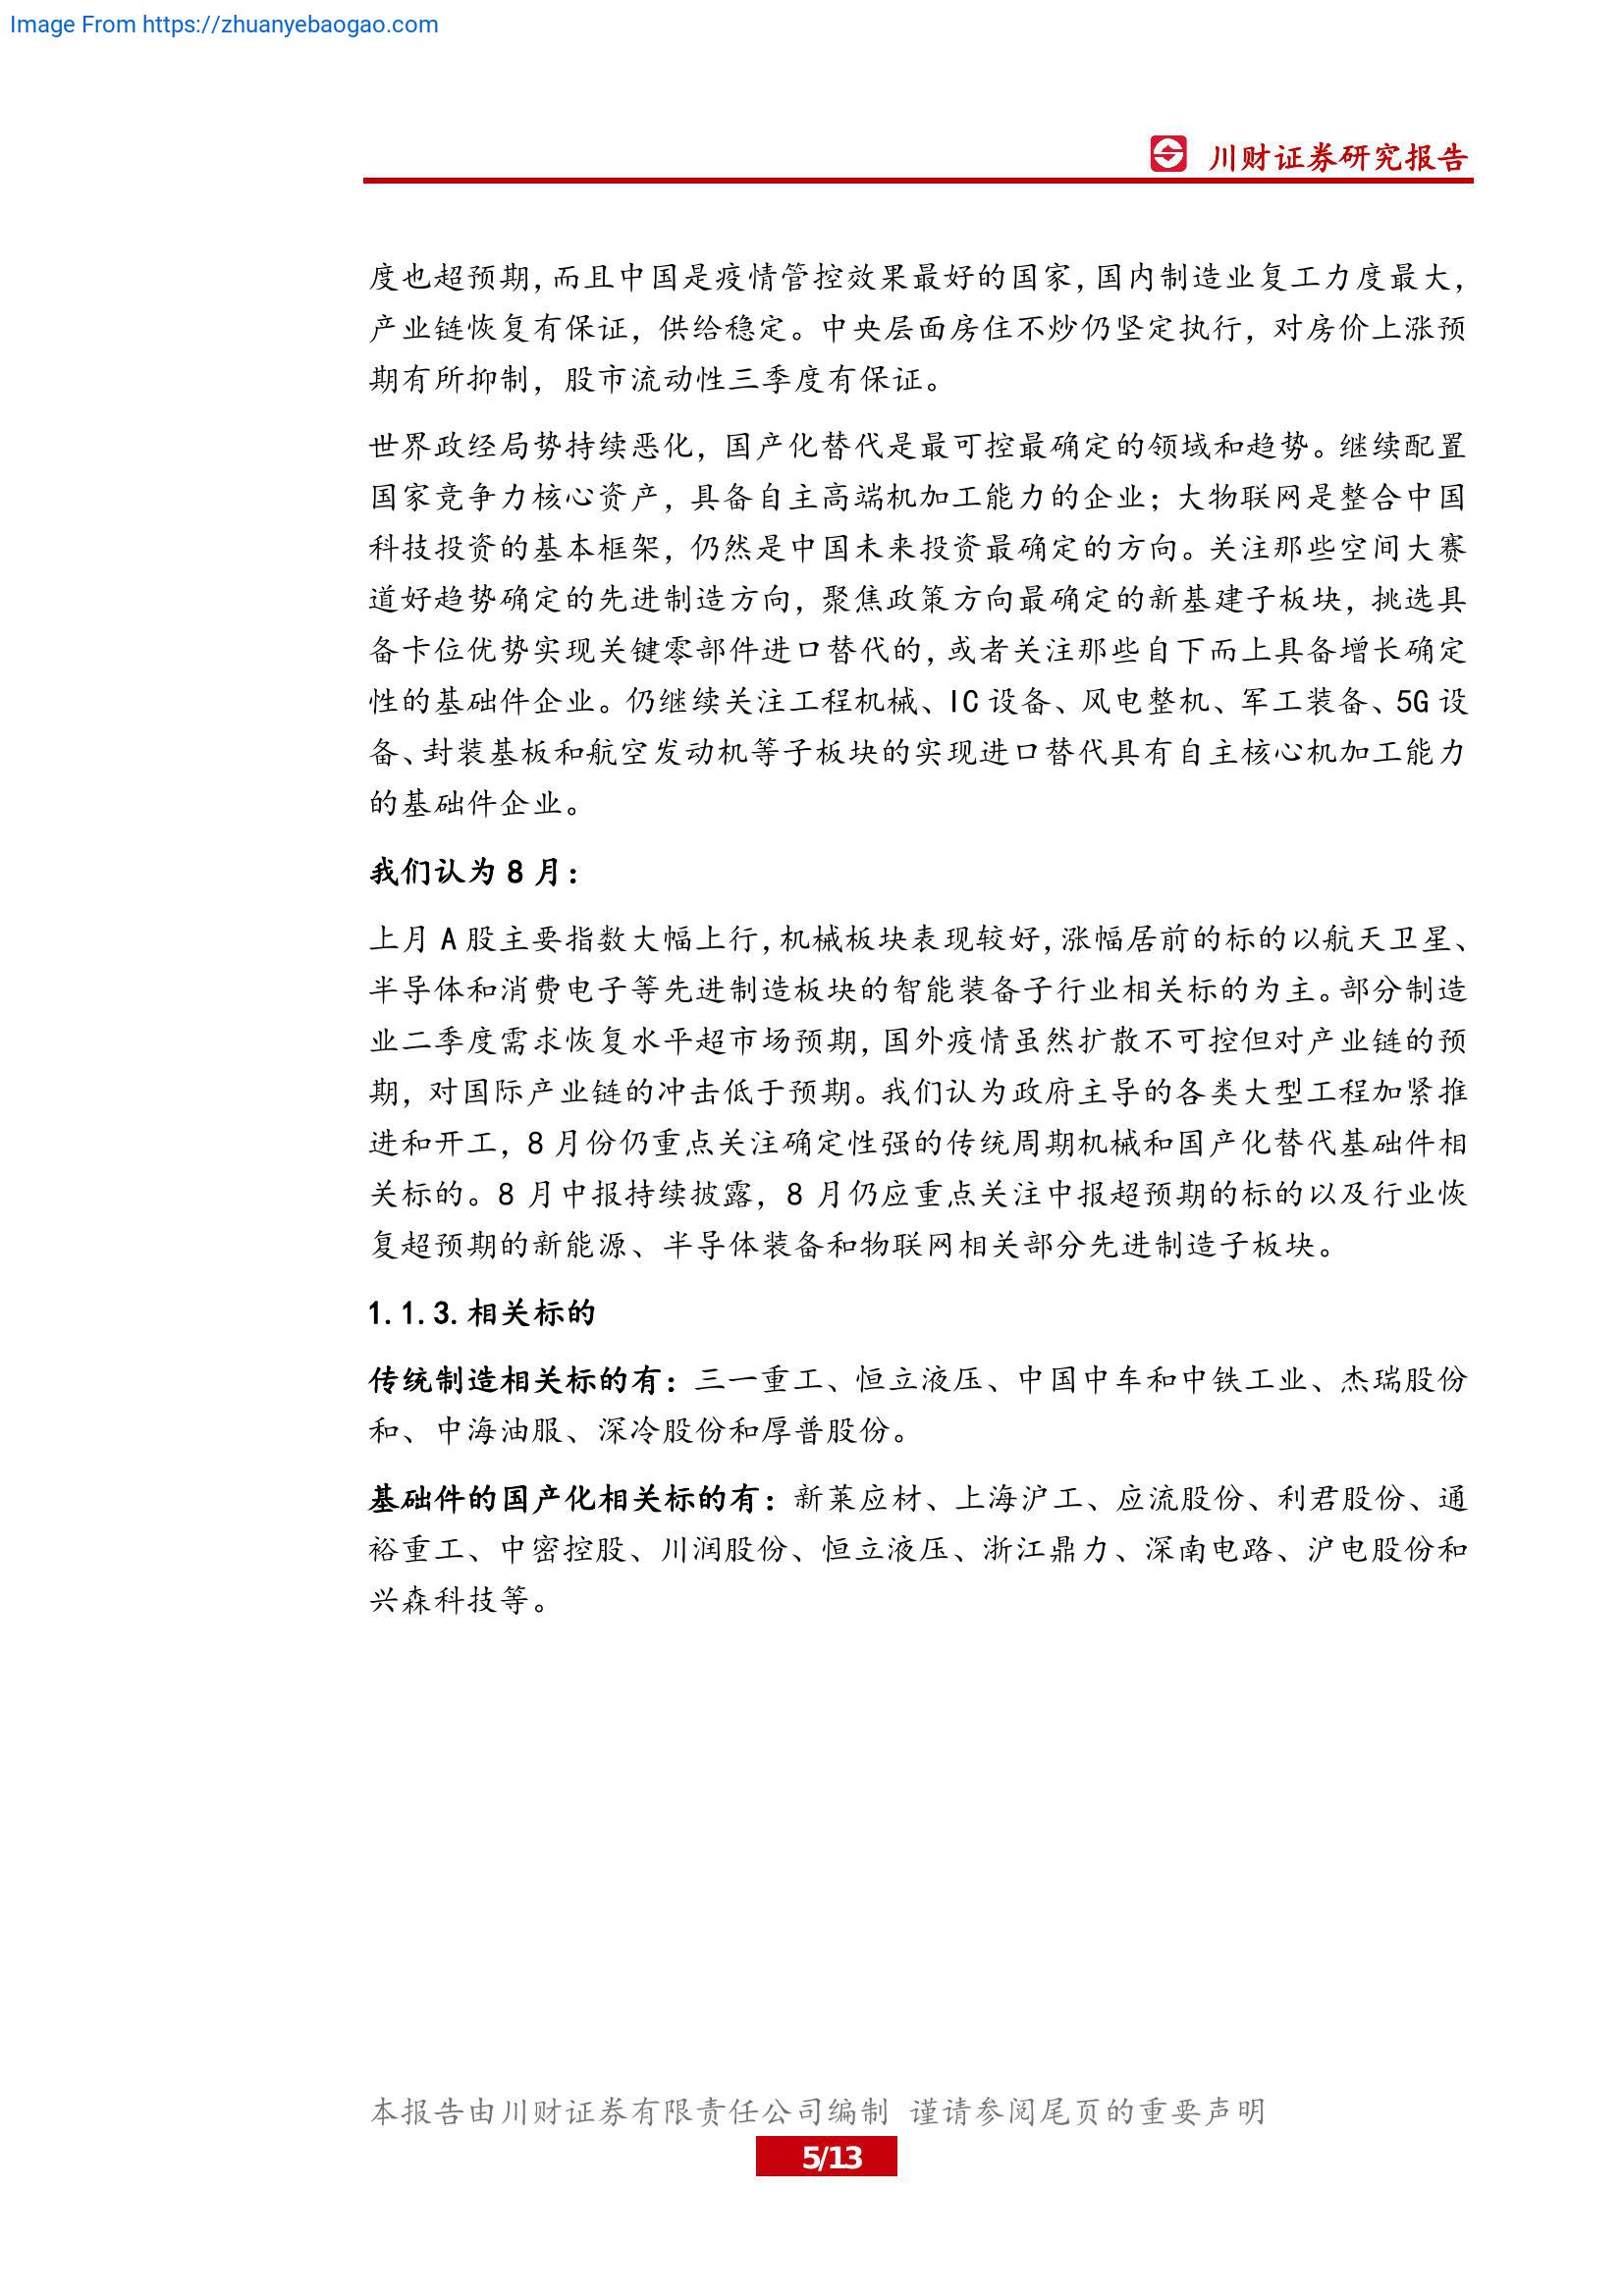 Image From https://zhuanyebaogao.com
川财证券研究报告
度也超预期，而且中国是疫情管控效果最好的国家，国内制造业复工力度最大，
产业链恢复有保证，供给稳定。中央层面房住不炒仍坚定执行，对房价上涨预
期有所抑制，股市流动性三季度有保证。
世界政经局势持续恶化，国产化替代是最可控最确定的领域和趋势。继续配置
国家竞争力核心资产，具备自主高端机加工能力的企业；大物联网是整合中国
科技投资的基本框架，仍然是中国未来投资最确定的方向。关注那些空间大赛
道好趋势确定的先进制造方向，聚焦政策方向最确定的新基建子板块，挑选具
备卡位优势实现关键零部件进口替代的，或者关注那些自下而上具备增长确定
性的基础件企业。仍继续关注工程机械、IC 设备、风电整机、军工装备、5G 设
备、封装基板和航空发动机等子板块的实现进口替代具有自主核心机加工能力
的基础件企业。
我们认为 8 月：
上月 A 股主要指数大幅上行，机械板块表现较好，涨幅居前的标的以航天卫星、
半导体和消费电子等先进制造板块的智能装备子行业相关标的为主。部分制造
业二季度需求恢复水平超市场预期，国外疫情虽然扩散不可控但对产业链的预
期，对国际产业链的冲击低于预期。我们认为政府主导的各类大型工程加紧推
进和开工，8 月份仍重点关注确定性强的传统周期机械和国产化替代基础件相
关标的。8 月中报持续披露，8 月仍应重点关注中报超预期的标的以及行业恢
复超预期的新能源、半导体装备和物联网相关部分先进制造子板块。
1.1.3.相关标的
传统制造相关标的有：三一重工、恒立液压、中国中车和中铁工业、杰瑞股份
和、中海油服、深冷股份和厚普股份。
基础件的国产化相关标的有：新莱应材、上海沪工、应流股份、利君股份、通
裕重工、中密控股、川润股份、恒立液压、浙江鼎力、深南电路、沪电股份和
兴森科技等。
本报告由川财证券有限责任公司编制 谨请参阅尾页的重要声明
5/13